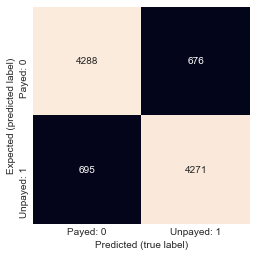 Expected (predicted label)
Payed: 0
4288
676
Unpayed: 1
695
4271
Payed: 0
Unpayed: 1
Predicted (true label)